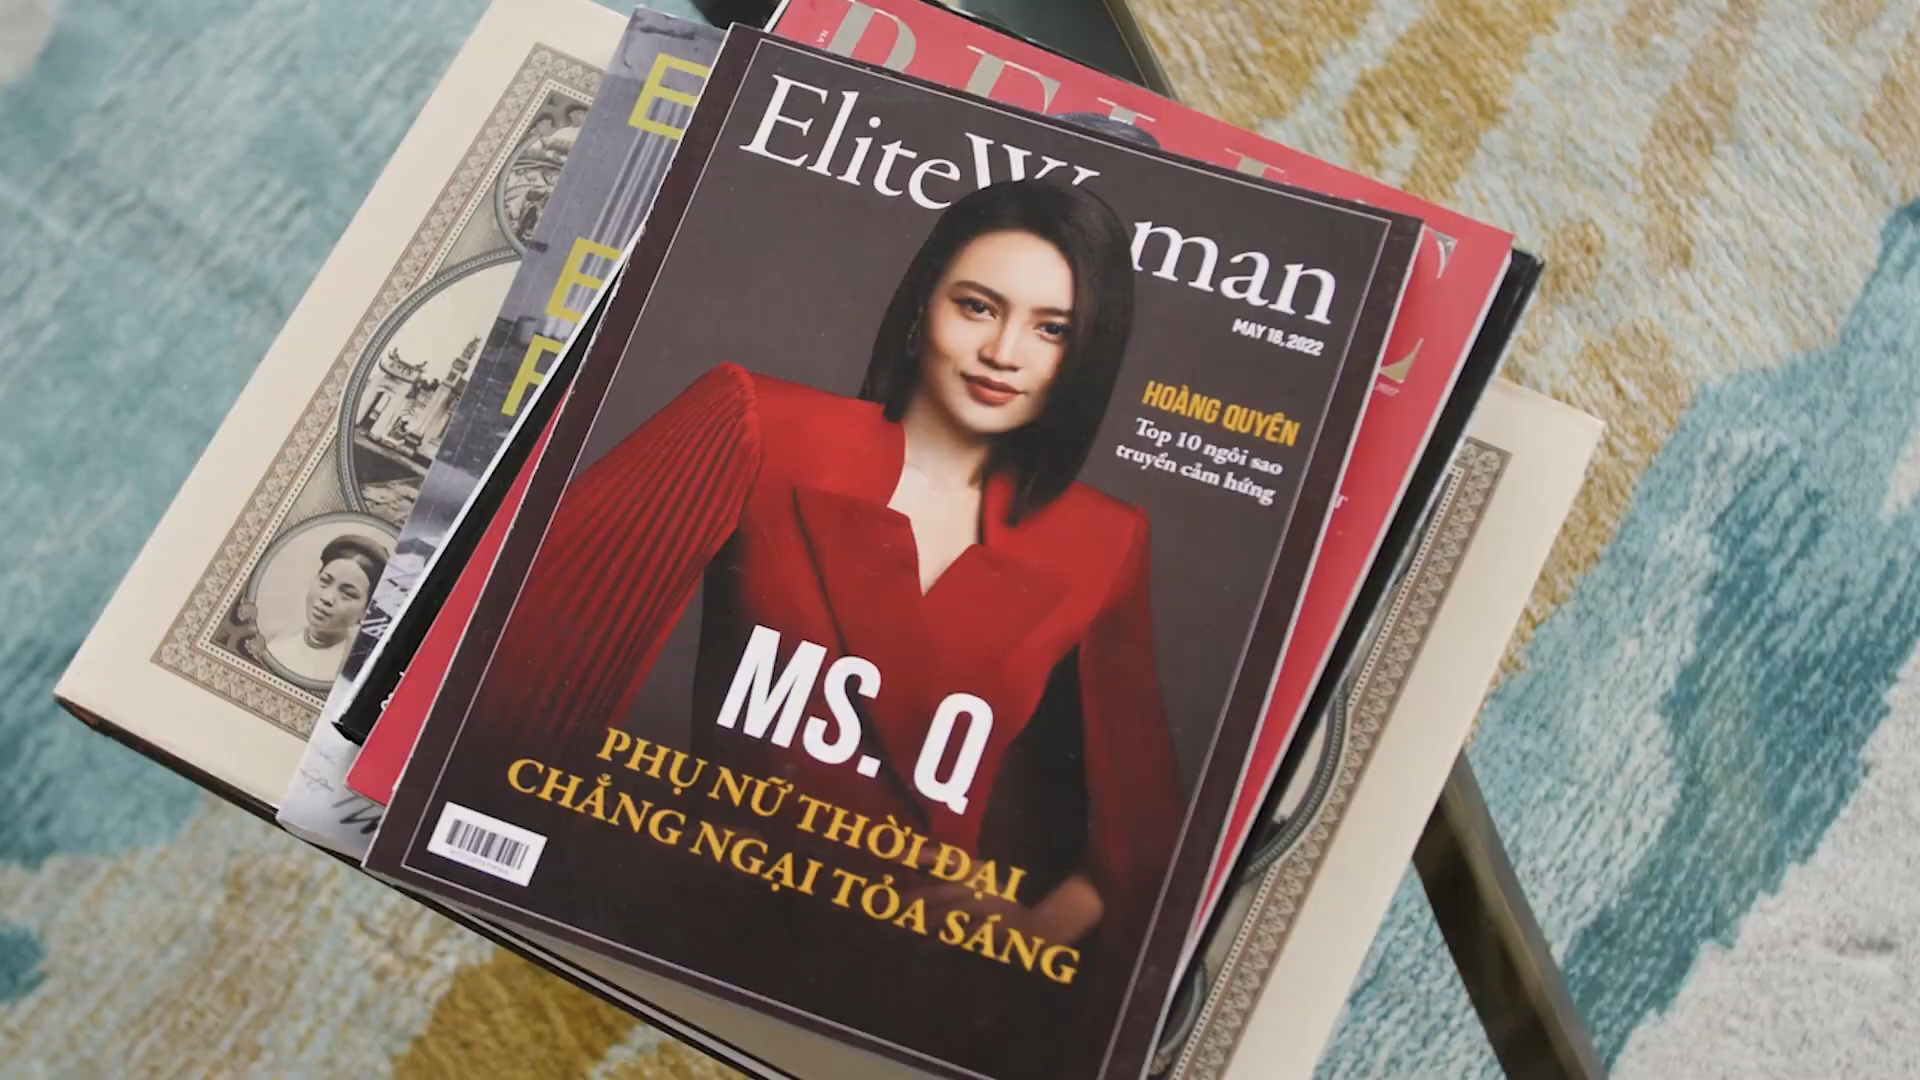 EliteW man
MAY 18, 2022
HOÀNG QUYÊN
Top 10 ngôi sao
truyền cảm hứng
MS. Q
PHỤ NỮ THỜI ĐẠI
CHẲNG NGẠI TỎA SÁNG